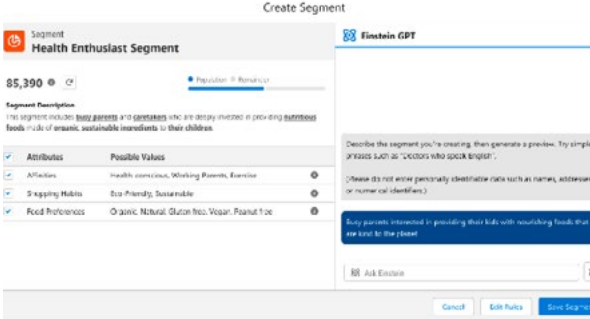 Create Segment
Segment
Health Enthusiast Segment
Einstein GPT
85,390
Population
Remainder
Segment Description
This segment includes busy parents and caretakers who are deeply invested in providing nutritious
foods made of organic, sustainable ingredients to their children.
Attributes Possible Values
Affinities Health conscious, Working Parents, Exercise
Shopping Habits Eco-Friendly, Sustainable
Food Preferences Organic, Natural, Gluten free, Vegan, Peanut free
Describe the segment you're creating, then generate a preview. Try simple
phrases such as "Doctors who speak English".
(Please do not enter personally identifiable data such as names, addresses
or numerical identifiers.)
Busy parents interested in providing their kids with nourishing foods that
are kind to the planet
Ask Einstein
Cancel
Edit Rules
Save Segme